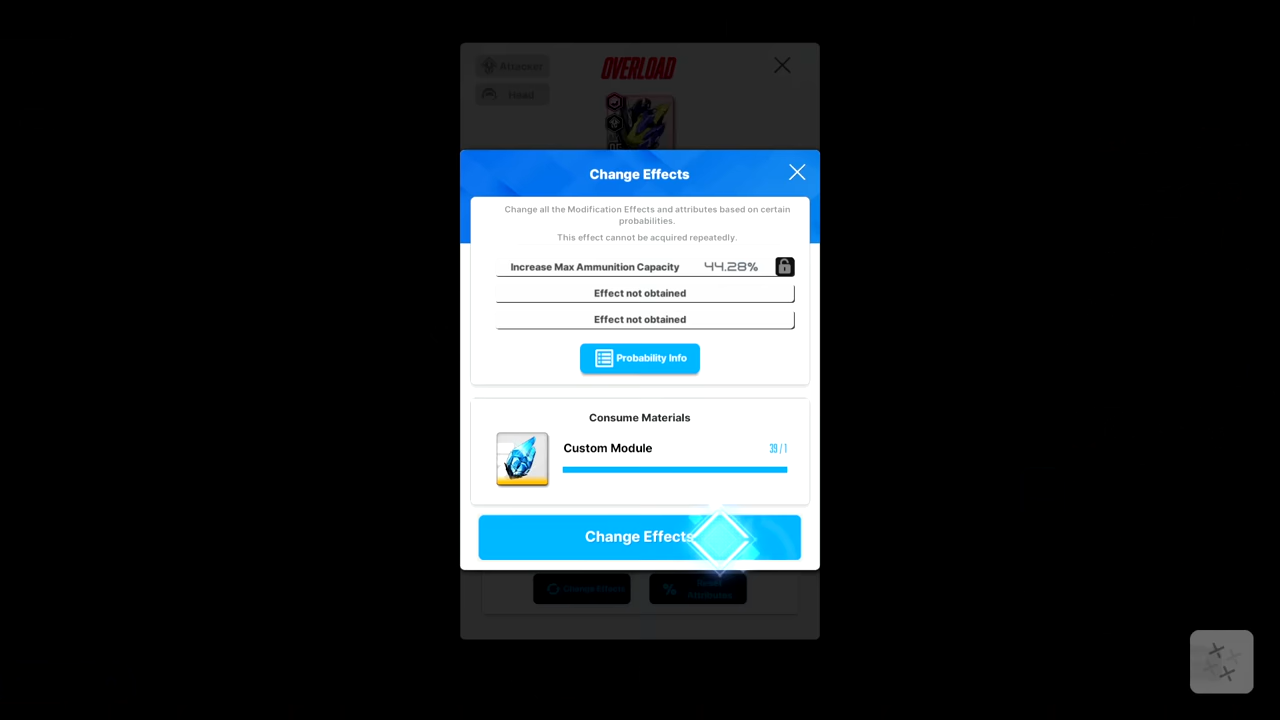 Attacker
OVERLOAD
Head
Change Effects
Change all the Modification Effects and attributes based on certain
probabilities.
This effect cannot be acquired repeatedly.
Increase Max Ammunition Capacity 44.28%
Effect not obtained
Effect not obtained
Probability Info
Consume Materials
Custom Module 39/1
Change Effects
Change Effects
Reset
Attributes